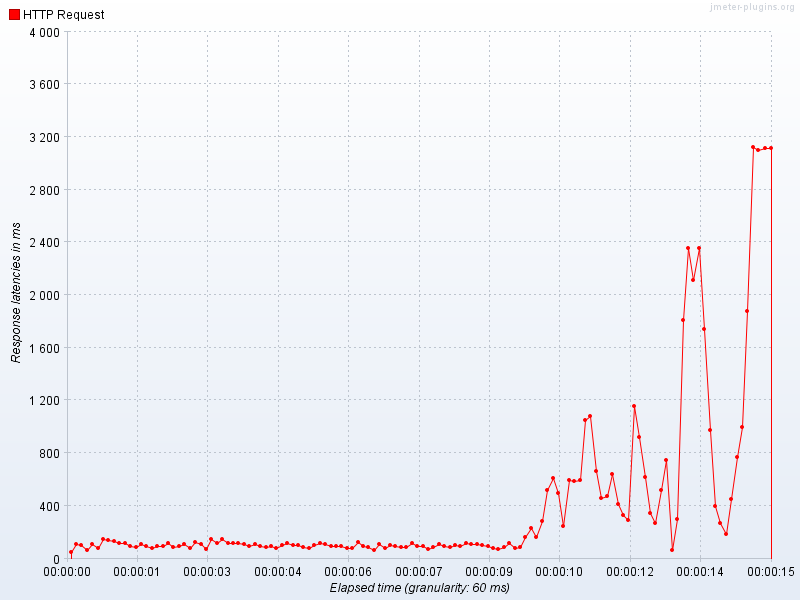 jmeter-plugins.org
HTTP Request
4 000
3 600
3 200
2 800
2 400
2 000
1 600
1 200
800
400
0
Response latencies in ms
00:00:00 00:00:01 00:00:03 00:00:04 00:00:06 00:00:07 00:00:09 00:00:10 00:00:12 00:00:14 00:00:15
Elapsed time (granularity: 60 ms)